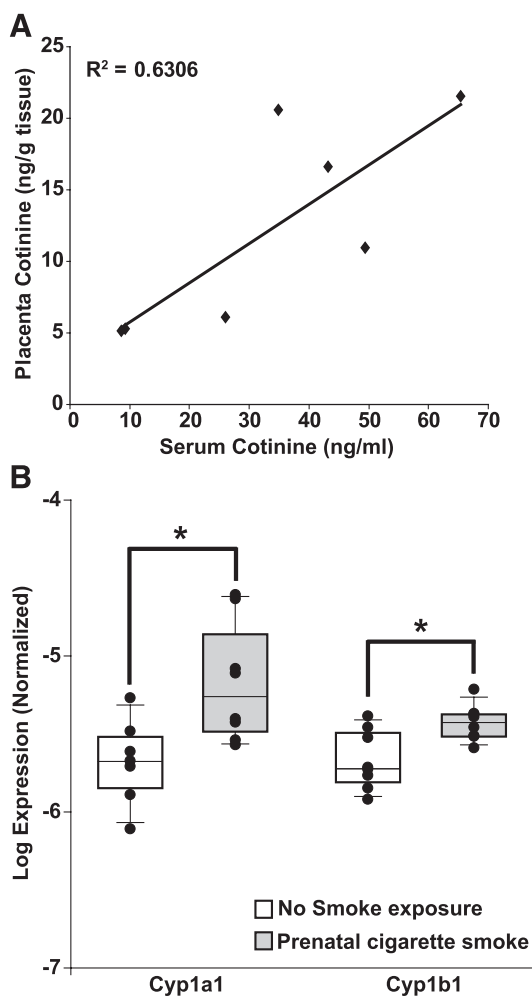 A
R² = 0.6306
Placenta Cotinine (ng/g tissue)
25
20
15
10
5
0
0 10 20 30 40 50 60 70
Serum Cotinine (ng/ml)
B
Log Expression (Normalized)
-4
-5
-6
-7
*
*
No Smoke exposure
Prenatal cigarette smoke
Cyp1a1 Cyp1b1